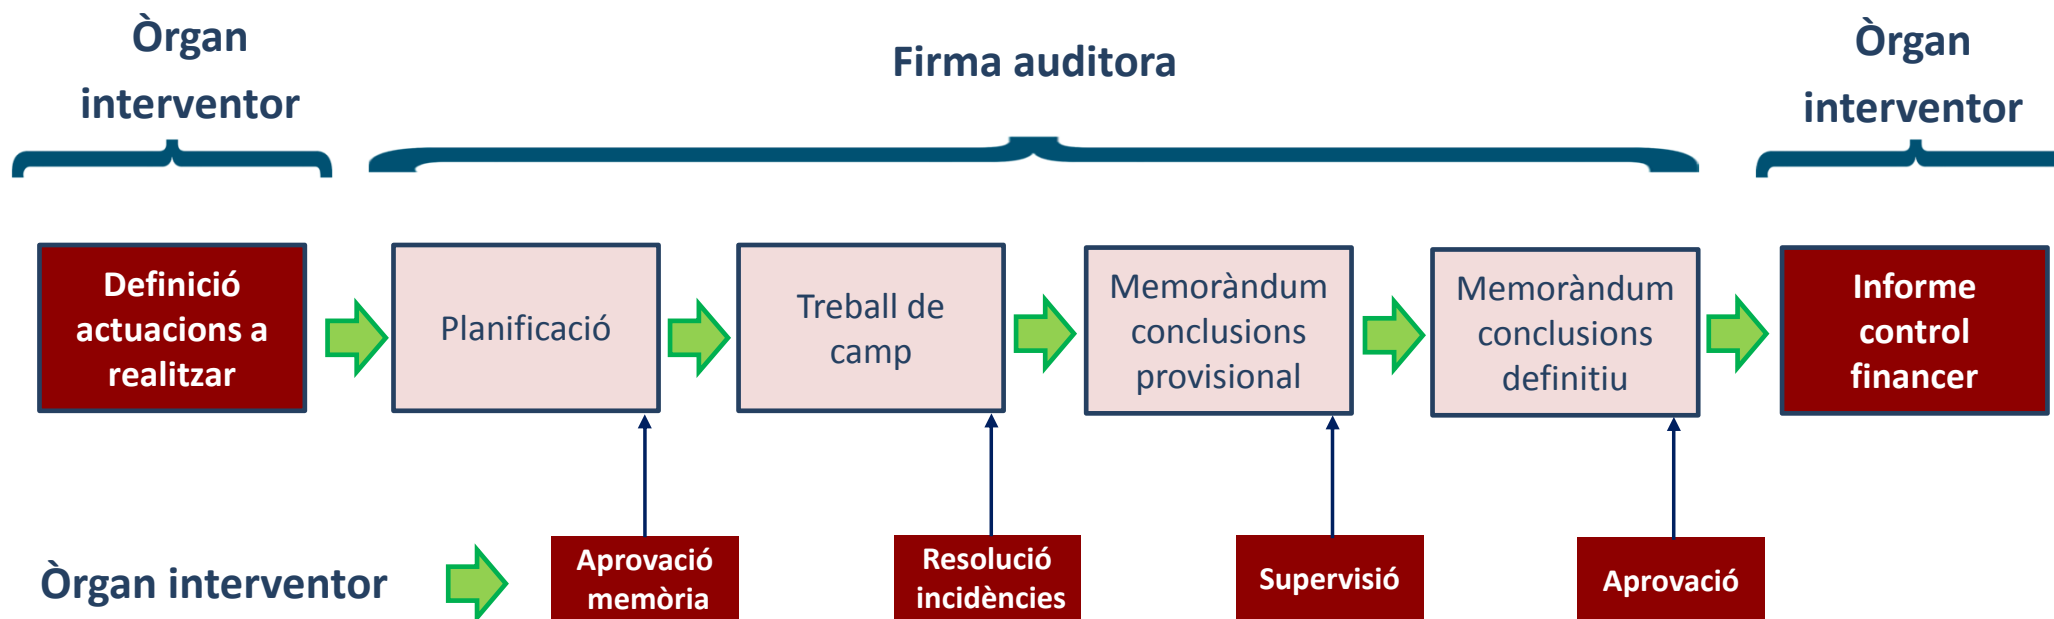 Òrgan
interventor
Firma auditora
Òrgan
interventor
Definició
actuacions a
realitzar
Planificació
Treball de
camp
Memoràndum
conclusions
provisional
Memoràndum
conclusions
definitiu
Informe
control
financer
Òrgan interventor
Aprovació
memòria
Resolució
incidències
Supervisió
Aprovació